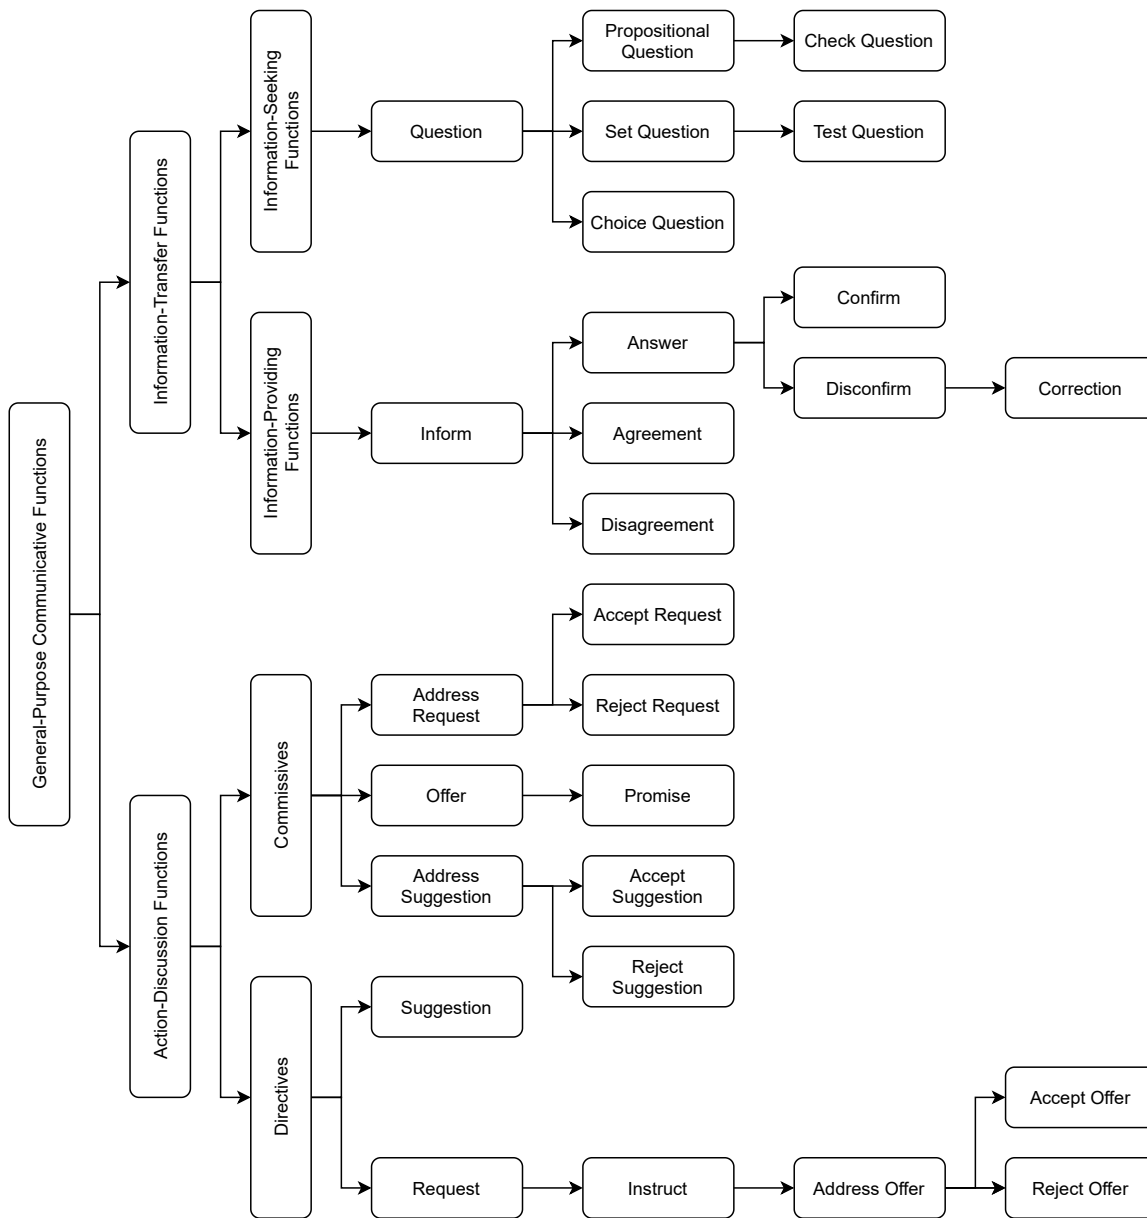 General-Purpose Communicative Functions
Information-Transfer Functions
Information-Seeking
Functions
Question
Propositional
Question
Check Question
Set Question
Test Question
Choice Question
Information-Providing
Functions
Inform
Answer
Confirm
Disconfirm
Correction
Agreement
Disagreement
Action-Discussion Functions
Commissives
Address
Request
Accept Request
Reject Request
Offer
Promise
Address
Suggestion
Accept
Suggestion
Reject
Suggestion
Directives
Suggestion
Request
Instruct
Address Offer
Accept Offer
Reject Offer